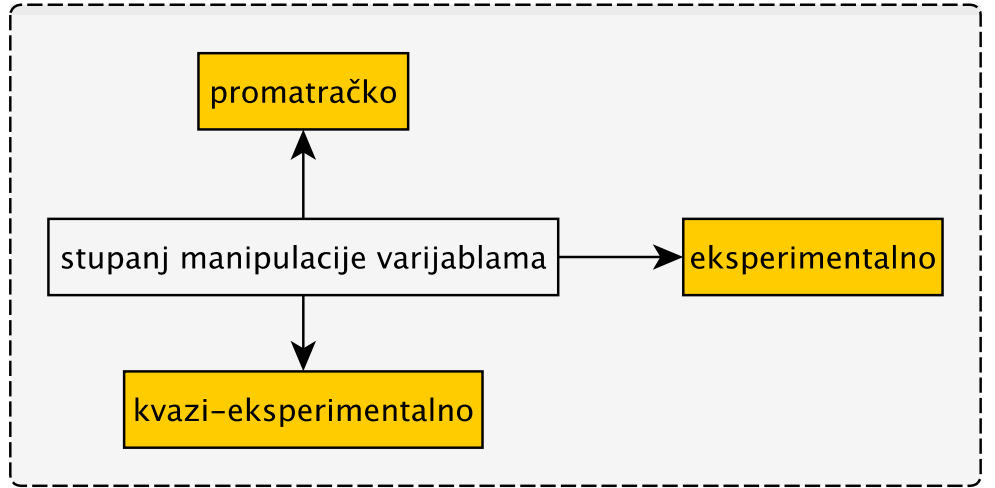 promatračko
stupanj manipulacije varijablama
eksperimentalno
kvazi-eksperimentalno